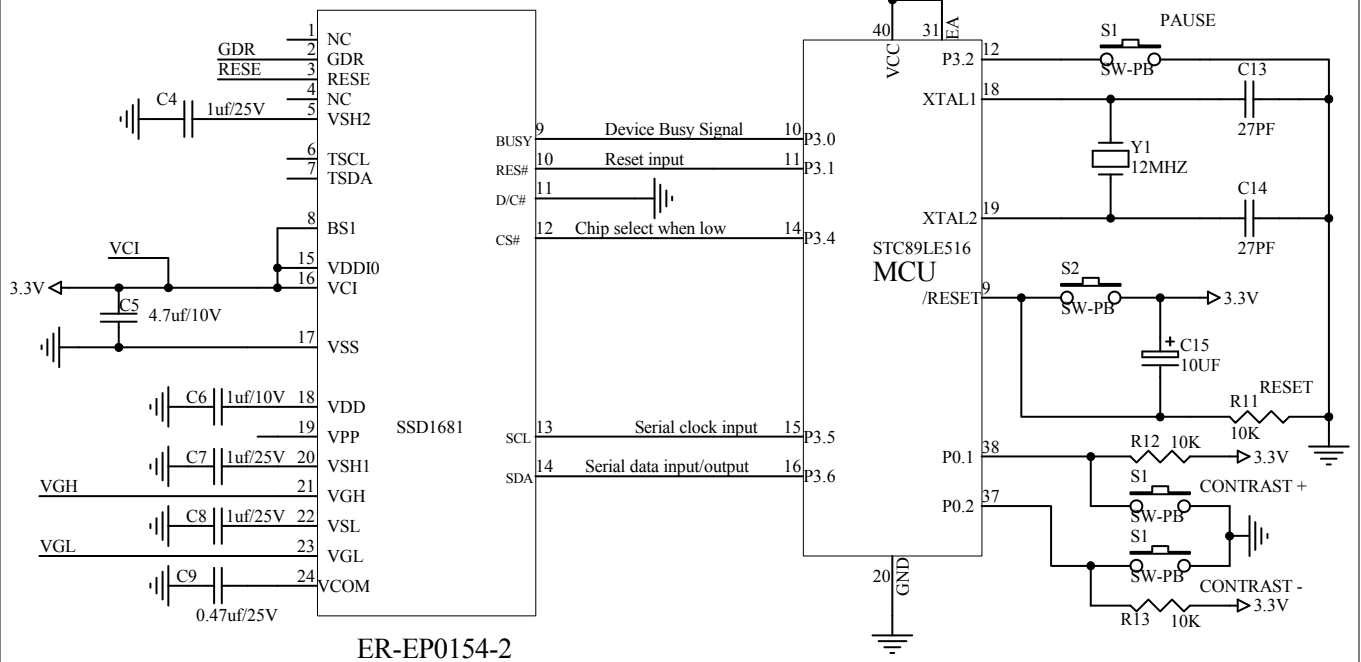 1 NC
GDR 2 GDR
RESE 3 RESE
4 NC
C4 1uf/25V 5 VSH2
6 TSCL
7 TSDA
8 BS1
VCI
15 VDDI0
3.3V 16 VCI
C5 4.7uf/10V
17 VSS
C6 1uf/10V 18 VDD
19 VPP
C7 1uf/25V 20 VSH1
VGH 21 VGH
C8 1uf/25V 22 VSL
VGL 23 VGL
C9 24 VCOM
0.47uf/25V
SSD1681
ER-EP0154-2
BUSY 9 Device Busy Signal 10 P3.0
RES# 10 Reset input 11 P3.1
D/C# 11
CS# 12 Chip select when low 14 P3.4
SCL 13 Serial clock input 15 P3.5
SDA 14 Serial data input/output 16 P3.6
40 VCC
31 EA
STC89LE516
MCU
20 GND
P3.2 12 S1 PAUSE
SW-PB
XTAL1 18 C13
27PF
Y1
12MHZ
XTAL2 19 C14
27PF
/RESET 9 S2
SW-PB 3.3V
C15
10UF
RESET
R11
10K
P0.1 38 R12 10K 3.3V
S1 CONTRAST +
SW-PB
P0.2 37
S1
SW-PB
CONTRAST -
R13 10K 3.3V